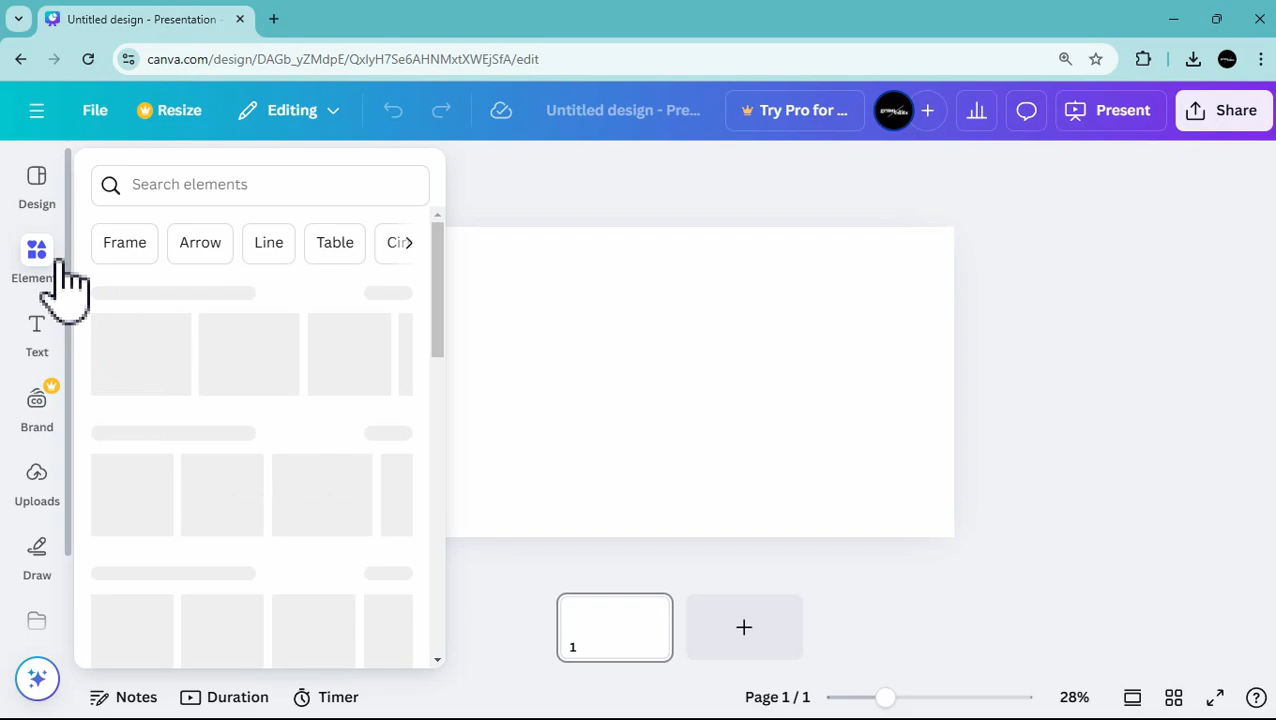 Untitled design - Presentation -
canva.com/design/DAGb_yZMdpE/QxIyH7Se6AHNMxtXWEjSfA/edit
File
Resize
Editing
Untitled design - Pre...
Try Pro for ...
Present
Share
Design
Elemen
Text
Brand
Uploads
Draw
Search elements
Frame
Arrow
Line
Table
Cir
1
Notes
Duration
Timer
Page 1 / 1
28%